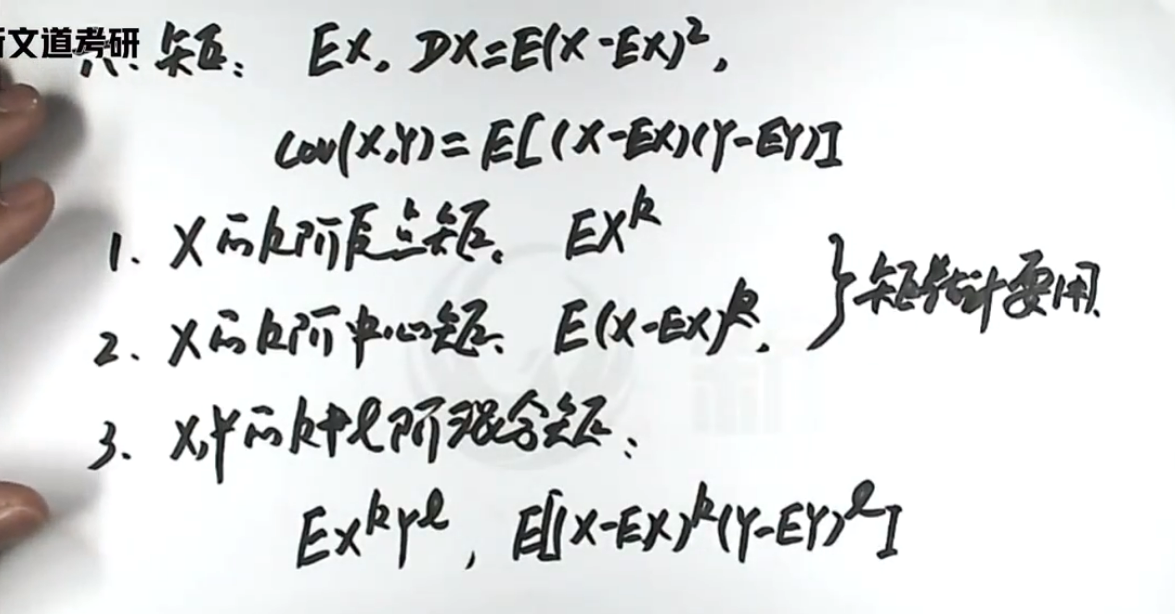 新文道考研
六、矩: EX, DX=E(X-EX)²,
Cov(X,Y)=E[(X-EX)(Y-EY)]
1. X的k阶原点矩. EX^k
2. X的k阶中心矩. E(X-EX)^k.
}矩估计要用.
3. X,Y的k+l阶混合矩:
EX^kY^l, E[(X-EX)^k(Y-EY)^l]